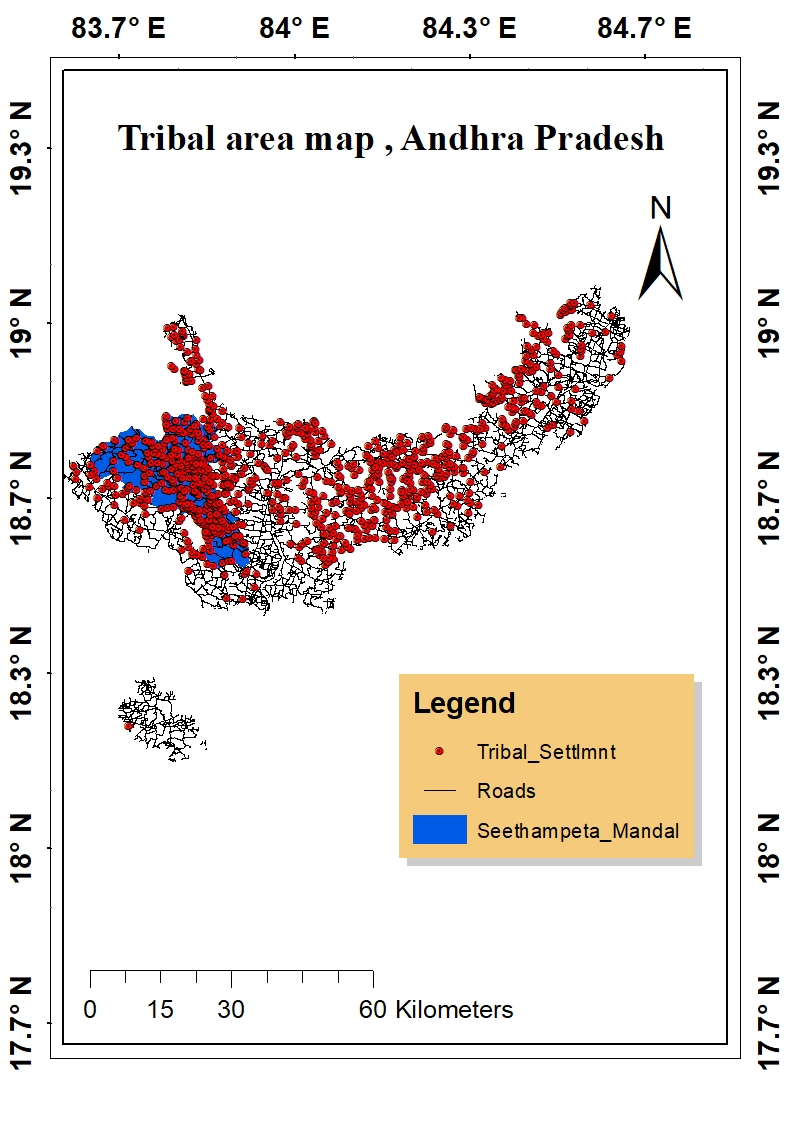 83.7° E 84° E 84.3° E 84.7° E
Tribal area map , Andhra Pradesh
N
19.3° N 19.3° N
19° N 19° N
18.7° N 18.7° N
18.3° N 18.3° N
Legend
Tribal_Settlmnt
Roads
Seethampeta_Mandal
18° N 18° N
17.7° N 17.7° N
0 15 30 60 Kilometers